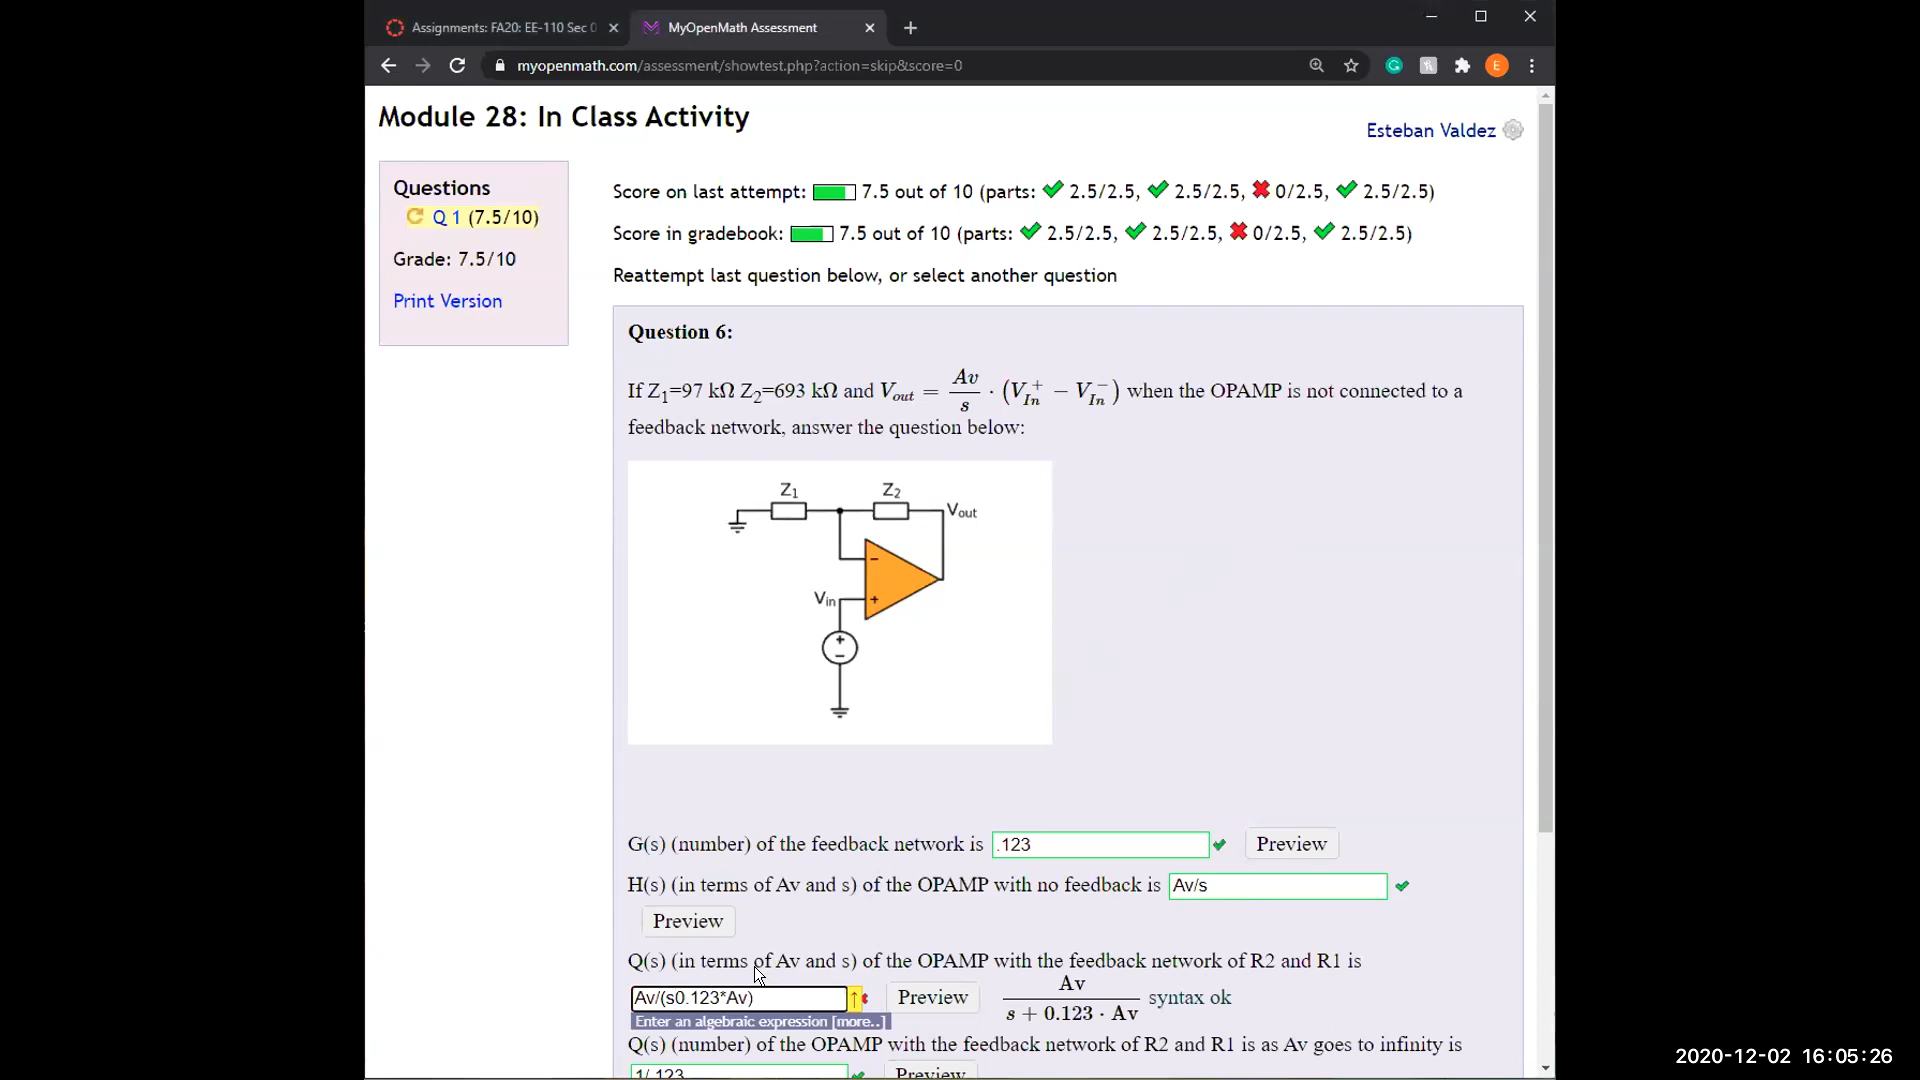 Assignments: FA20: EE-110 Sec 0
MyOpenMath Assessment
myopenmath.com/assessment/showtest.php?action=skip&score=0
E
Module 28: In Class Activity
Esteban Valdez
Questions
Q 1 (7.5/10)
Grade: 7.5/10
Print Version
Score on last attempt: 7.5 out of 10 (parts: 2.5/2.5, 2.5/2.5, 0/2.5, 2.5/2.5)
Score in gradebook: 7.5 out of 10 (parts: 2.5/2.5, 2.5/2.5, 0/2.5, 2.5/2.5)
Reattempt last question below, or select another question
Question 6:
If Z1=97 kΩ Z2=693 kΩ and Vout = Av/s · (VIn+ − VIn−) when the OPAMP is not connected to a
feedback network, answer the question below:
Z1
Z2
Vout
−
Vin
+
+
−
G(s) (number) of the feedback network is .123 Preview
H(s) (in terms of Av and s) of the OPAMP with no feedback is Av/s
Preview
Q(s) (in terms of Av and s) of the OPAMP with the feedback network of R2 and R1 is
Av/(s0.123*Av) Preview Av/(s + 0.123 · Av) syntax ok
Enter an algebraic expression [more..]
Q(s) (number) of the OPAMP with the feedback network of R2 and R1 is as Av goes to infinity is
1/.123 Preview
2020-12-02 16:05:26